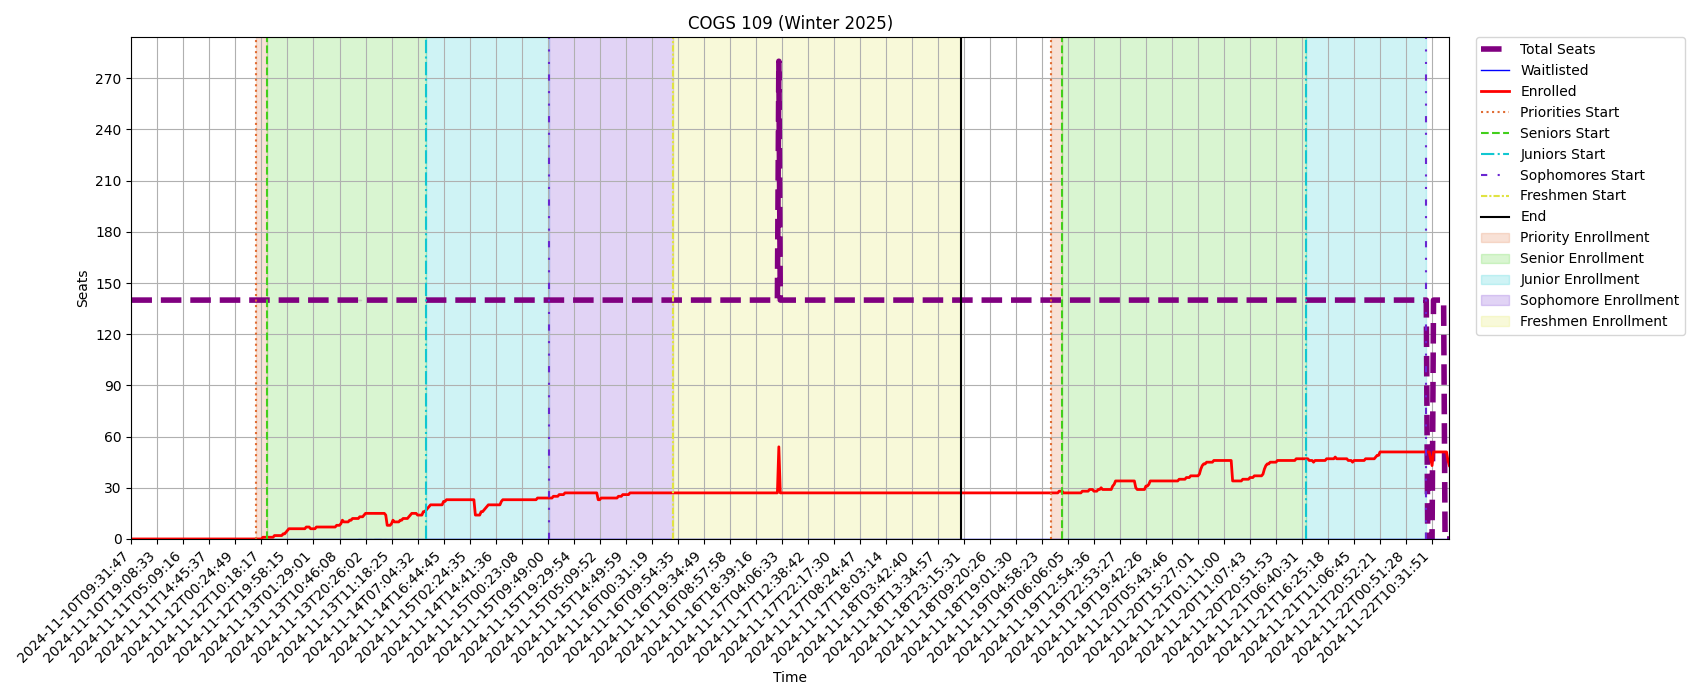 COGS 109 (Winter 2025)
Seats
270
240
210
180
150
120
90
60
30
0
2024-11-10T09:31:47
2024-11-10T19:08:33
2024-11-11T05:09:16
2024-11-11T14:45:37
2024-11-12T00:24:49
2024-11-12T10:18:17
2024-11-12T19:58:15
2024-11-13T01:29:01
2024-11-13T10:46:08
2024-11-13T20:26:02
2024-11-13T11:18:25
2024-11-14T07:04:32
2024-11-14T16:44:45
2024-11-15T02:24:35
2024-11-14T14:41:36
2024-11-15T00:23:08
2024-11-15T09:49:00
2024-11-15T19:29:54
2024-11-15T05:09:52
2024-11-15T14:49:59
2024-11-16T00:31:19
2024-11-16T09:54:35
2024-11-16T19:34:49
2024-11-16T08:57:58
2024-11-16T18:39:16
2024-11-17T04:06:33
2024-11-17T12:38:42
2024-11-17T22:17:30
2024-11-17T08:24:47
2024-11-17T18:03:14
2024-11-18T03:42:40
2024-11-18T13:34:57
2024-11-18T23:15:31
2024-11-18T09:20:26
2024-11-18T19:01:30
2024-11-19T04:58:23
2024-11-19T06:06:05
2024-11-19T12:54:36
2024-11-19T22:53:27
2024-11-19T19:42:26
2024-11-20T05:43:46
2024-11-20T15:27:01
2024-11-21T01:11:00
2024-11-20T11:07:43
2024-11-20T20:51:53
2024-11-21T06:40:31
2024-11-21T16:25:18
2024-11-21T11:06:45
2024-11-21T20:52:21
2024-11-22T00:51:28
2024-11-22T10:31:51
Time
Total Seats
Waitlisted
Enrolled
Priorities Start
Seniors Start
Juniors Start
Sophomores Start
Freshmen Start
End
Priority Enrollment
Senior Enrollment
Junior Enrollment
Sophomore Enrollment
Freshmen Enrollment